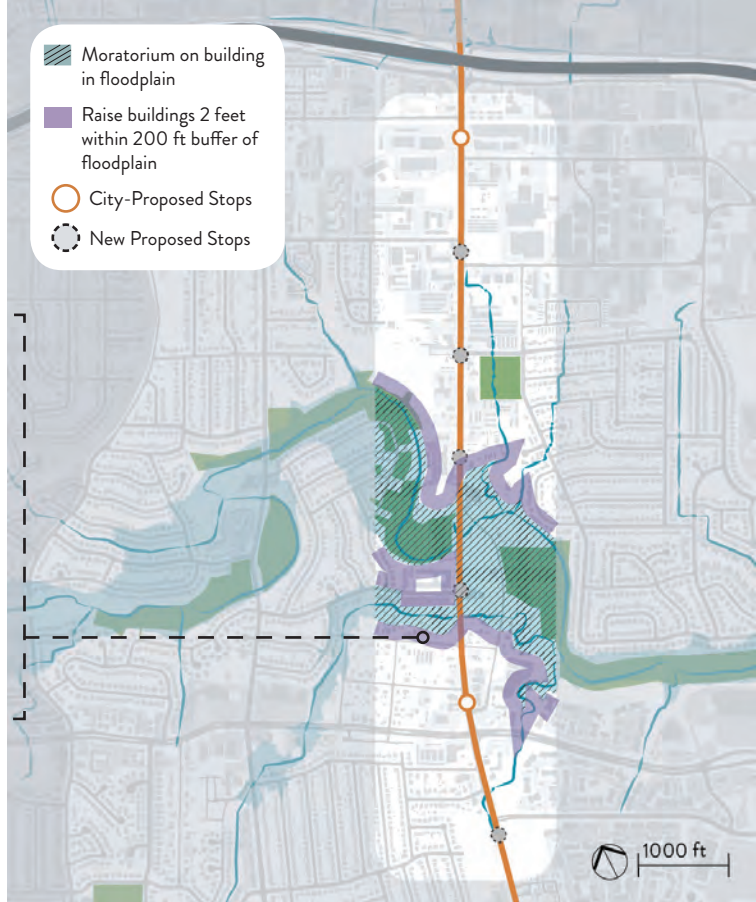 Moratorium on building
in floodplain
Raise buildings 2 feet
within 200 ft buffer of
floodplain
City-Proposed Stops
New Proposed Stops
1000 ft